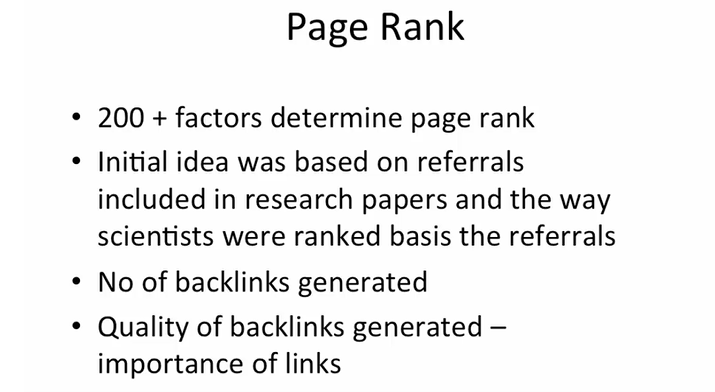 Page Rank
• 200 + factors determine page rank
• Initial idea was based on referrals
included in research papers and the way
scientists were ranked basis the referrals
• No of backlinks generated
• Quality of backlinks generated –
importance of links